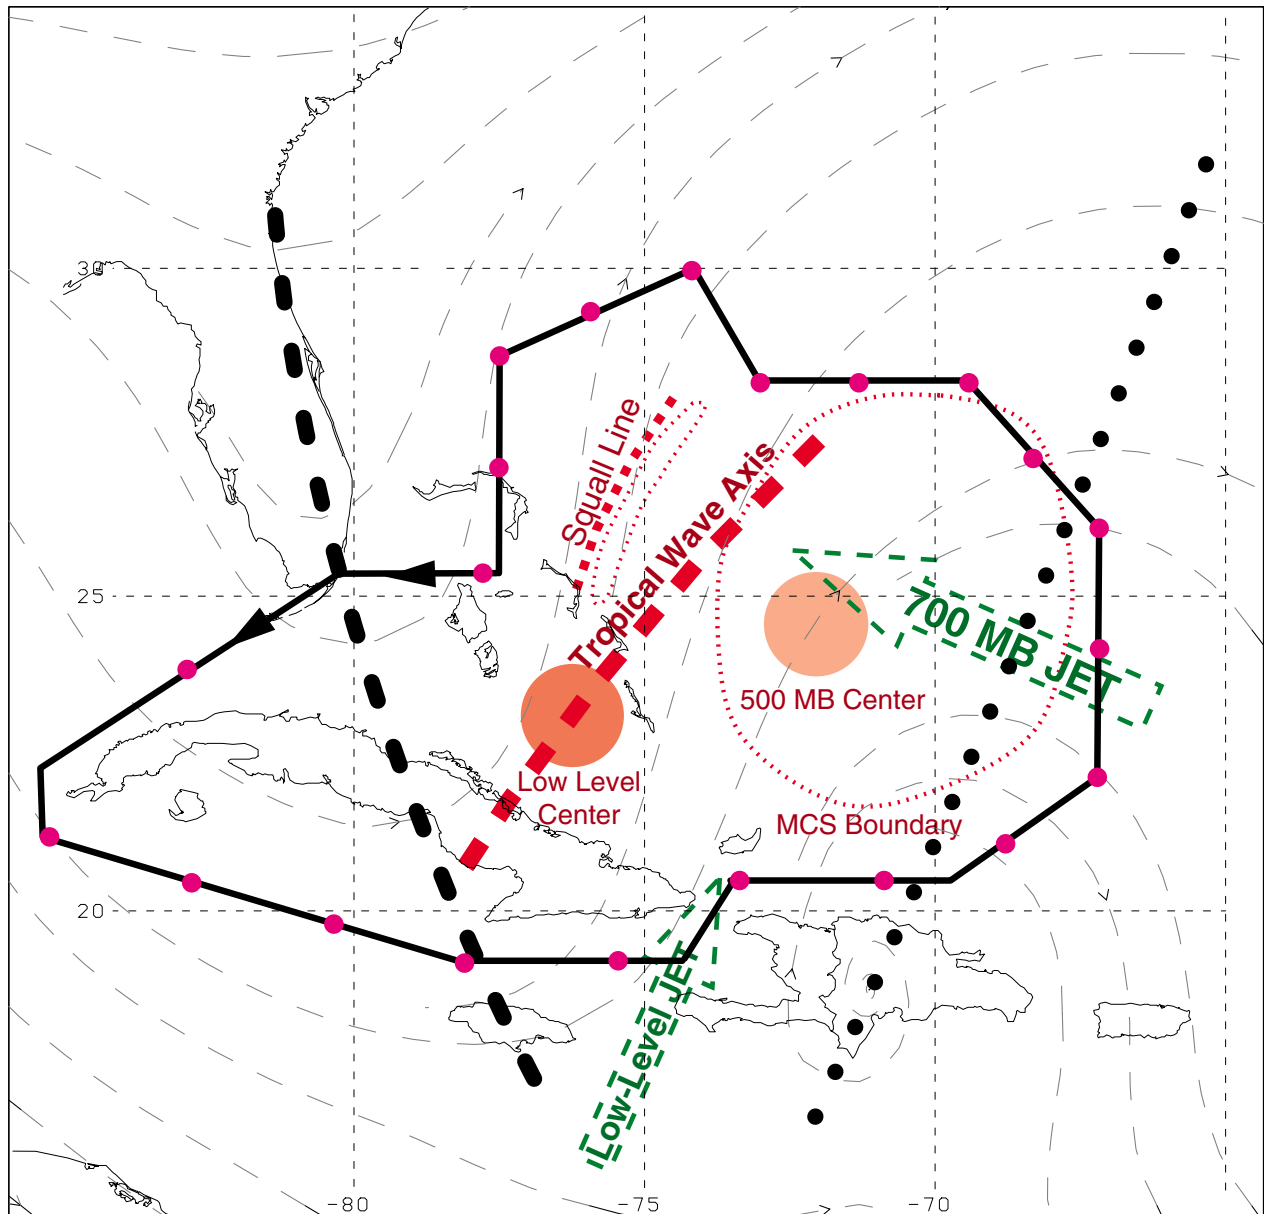 30
Squall Line
Tropical Wave Axis
25
700 MB JET
500 MB Center
Low Level
Center
MCS Boundary
20
Low-Level JET
-80
-75
-70